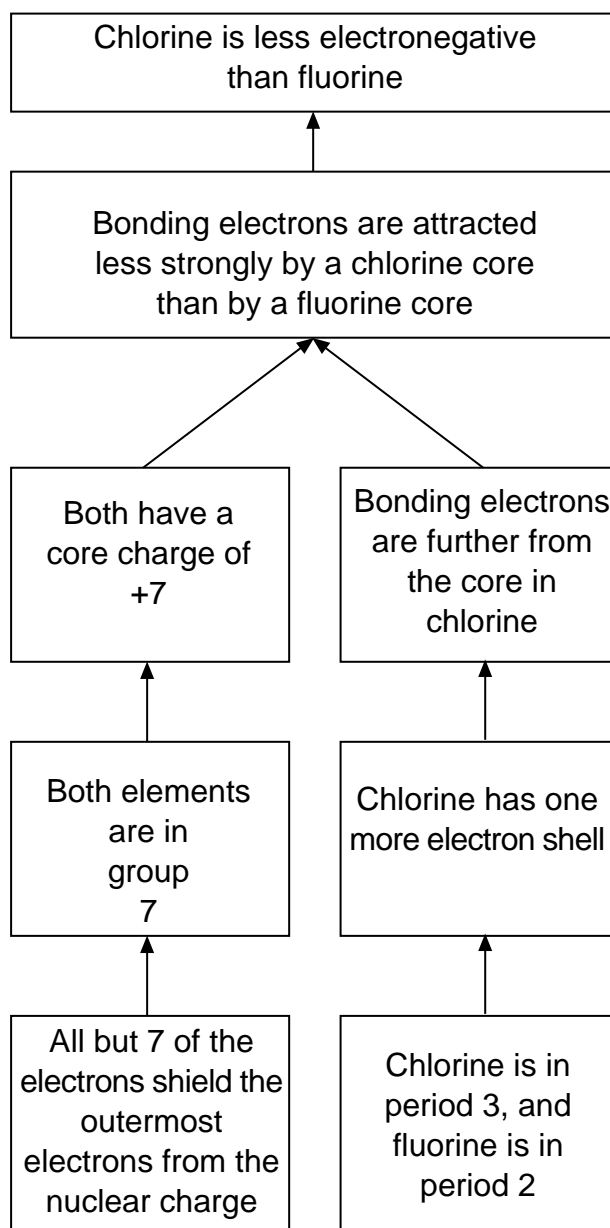 Chlorine is less electronegative
than fluorine
Bonding electrons are attracted
less strongly by a chlorine core
than by a fluorine core
Both have a
core charge of
+7
Bonding electrons
are further from
the core in
chlorine
Both elements
are in
group
7
Chlorine has one
more electron shell
All but 7 of the
electrons shield the
outermost
electrons from the
nuclear charge
Chlorine is in
period 3, and
fluorine is in
period 2